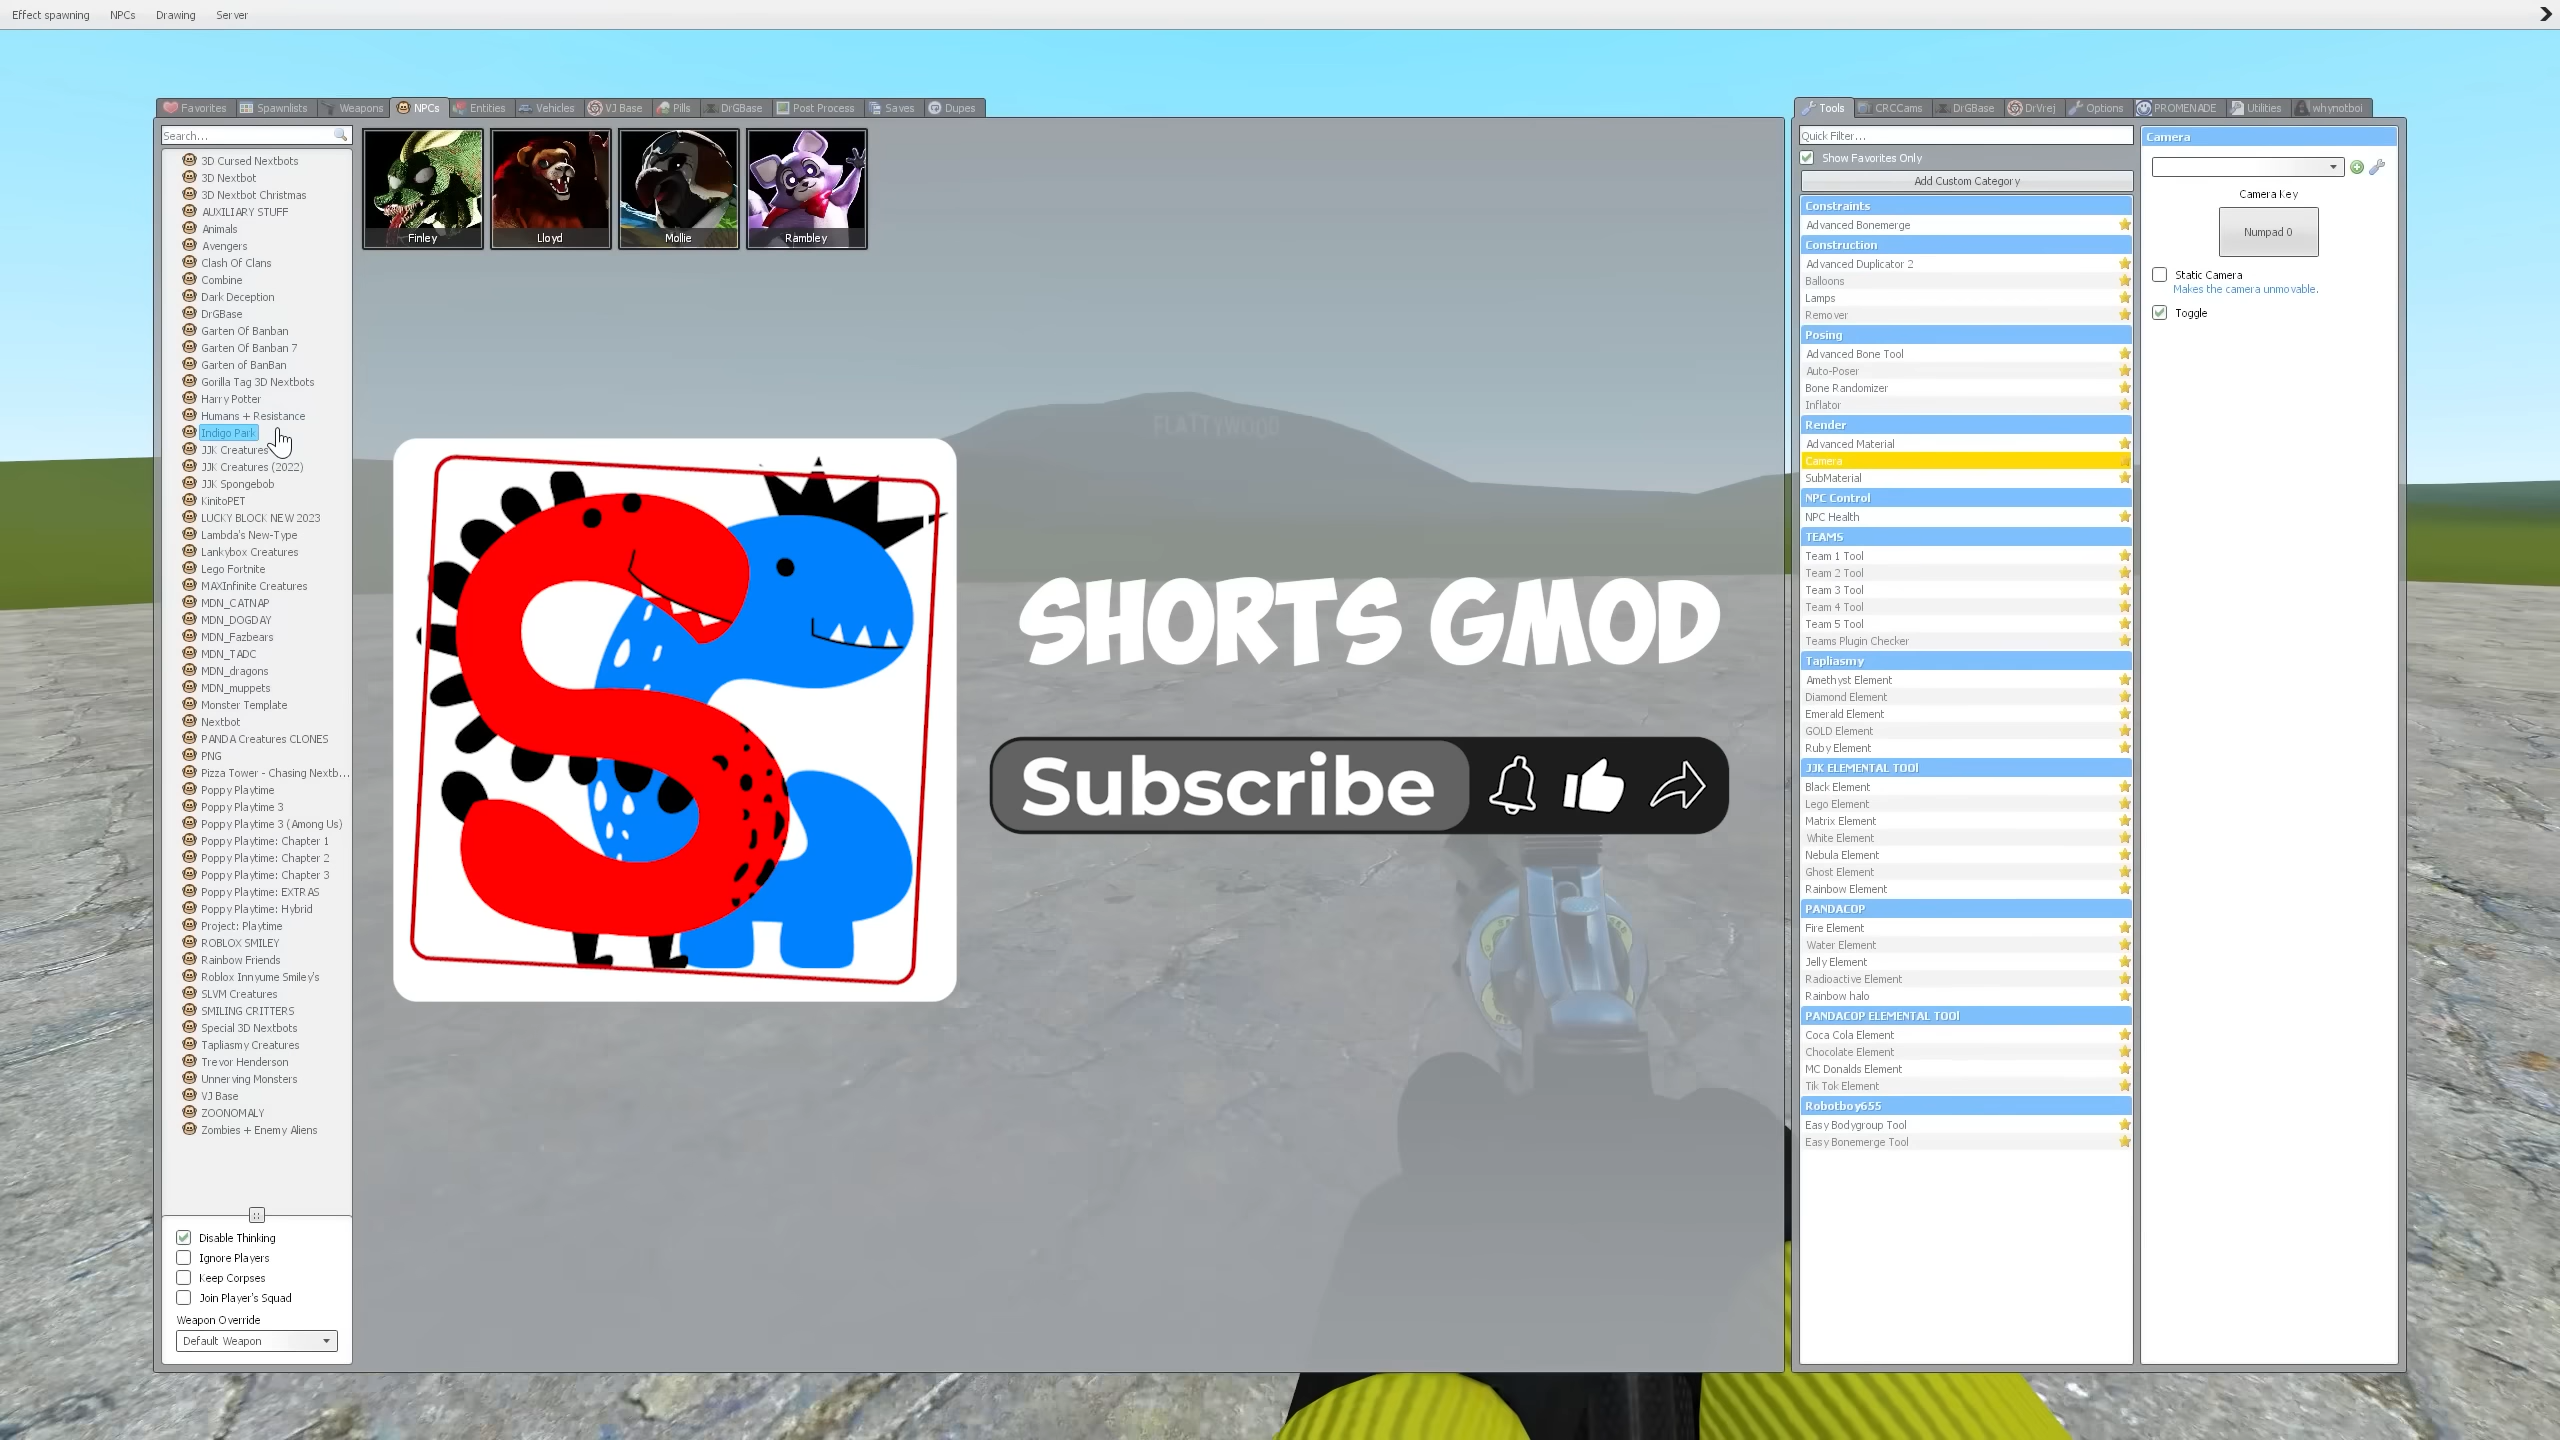 Effect spawning NPCs Drawing Server
Favorites Spawnlists Weapons NPCs Entities Vehicles VJ Base Pills DrGBase Post Process Saves Dupes
Search...
3D Cursed Nextbots
3D Nextbot
3D Nextbot Christmas
AUXILIARY STUFF
Animals
Avengers
Clash Of Clans
Combine
Dark Deception
DrGBase
Garten Of Banban
Garten Of Banban 7
Garten of BanBan
Gorilla Tag 3D Nextbots
Harry Potter
Humans + Resistance
Indigo Park
JJK Creatures
JJK Creatures (2022)
JJK Spongebob
KinitoPET
LUCKY BLOCK NEW 2023
Lambda's New-Type
Lankybox Creatures
Lego Fortnite
MAXInfinite Creatures
MDN_CATNAP
MDN_DOGDAY
MDN_Fazbears
MDN_TADC
MDN_dragons
MDN_muppets
Monster Template
Nextbot
PANDA Creatures CLONES
PNG
Pizza Tower - Chasing Nextb...
Poppy Playtime
Poppy Playtime 3
Poppy Playtime 3 (Among Us)
Poppy Playtime: Chapter 1
Poppy Playtime: Chapter 2
Poppy Playtime: Chapter 3
Poppy Playtime: EXTRAS
Poppy Playtime: Hybrid
Project: Playtime
ROBLOX SMILEY
Rainbow Friends
Roblox Innyume Smiley's
SLVM Creatures
SMILING CRITTERS
Special 3D Nextbots
Tapliasmy Creatures
Trevor Henderson
Unnerving Monsters
VJ Base
ZOONOMALY
Zombies + Enemy Aliens
Disable Thinking
Ignore Players
Keep Corpses
Join Player's Squad
Weapon Override
Default Weapon
Finley Lloyd Mollie Rambley
FLATTYWOOD
SHORTS GMOD
Subscribe
Tools CRCCams DrGBase DrVrej Options PROMENADE Utilities whynotboi
Quick Filter...
Show Favorites Only
Add Custom Category
Constraints
Advanced Bonemerge
Construction
Advanced Duplicator 2
Balloons
Lamps
Remover
Posing
Advanced Bone Tool
Auto-Poser
Bone Randomizer
Inflator
Render
Advanced Material
Camera
SubMaterial
NPC Control
NPC Health
TEAMS
Team 1 Tool
Team 2 Tool
Team 3 Tool
Team 4 Tool
Team 5 Tool
Teams Plugin Checker
Tapliasmy
Amethyst Element
Diamond Element
Emerald Element
GOLD Element
Ruby Element
JJK ELEMENTAL TOOl
Black Element
Lego Element
Matrix Element
White Element
Nebula Element
Ghost Element
Rainbow Element
PANDACOP
Fire Element
Water Element
Jelly Element
Radioactive Element
Rainbow halo
PANDACOP ELEMENTAL TOOl
Coca Cola Element
Chocolate Element
MC Donalds Element
Tik Tok Element
Robotboy655
Easy Bodygroup Tool
Easy Bonemerge Tool
Camera
Camera Key
Numpad 0
Static Camera
Makes the camera unmovable.
Toggle